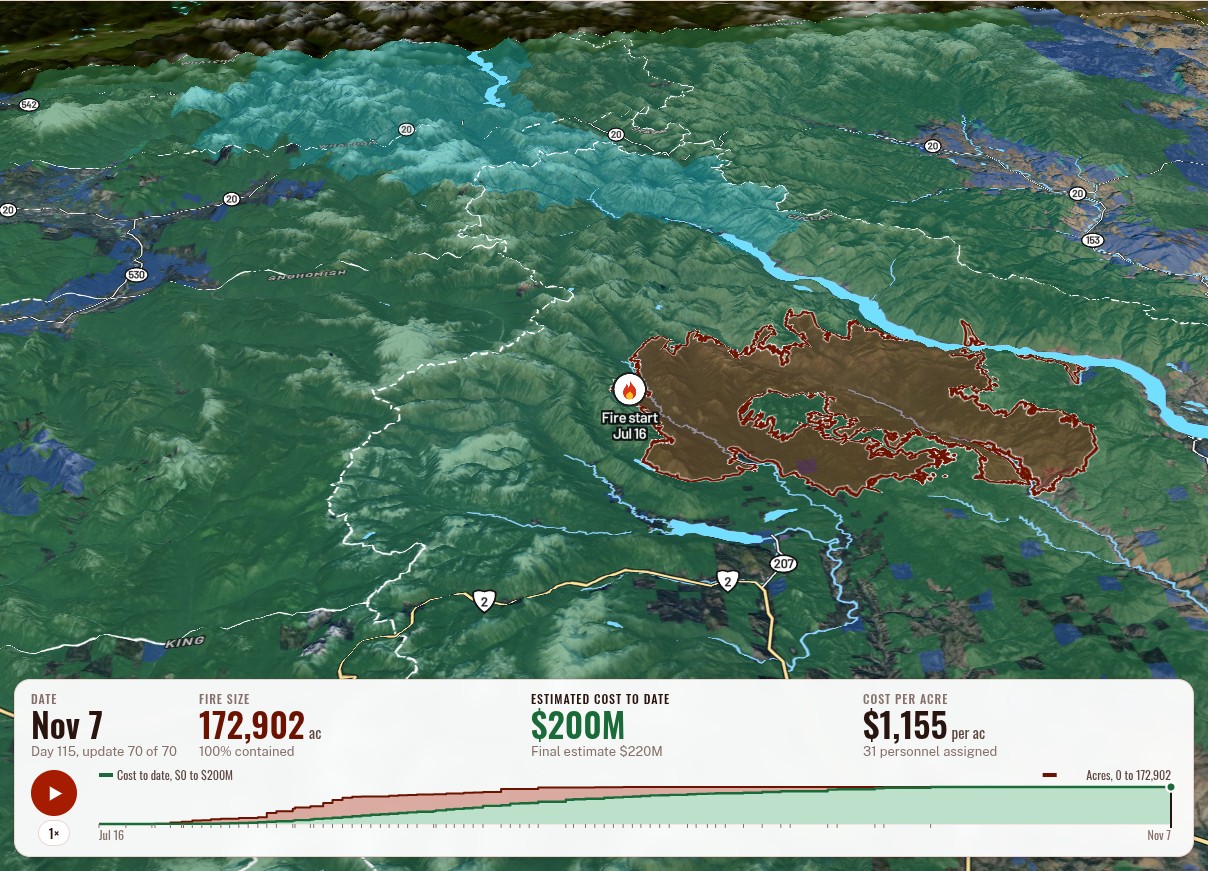 542
20
20
20
WHATCOM
20
20
20
153
530
SNOHOMISH
Fire start
Jul 16
207
2
2
KING
DATE
Nov 7
Day 115, update 70 of 70
FIRE SIZE
172,902 ac
100% contained
ESTIMATED COST TO DATE
$200M
Final estimate $220M
COST PER ACRE
$1,155 per ac
31 personnel assigned
Cost to date, $0 to $200M
Acres, 0 to 172,902
1×
Jul 16
Nov 7